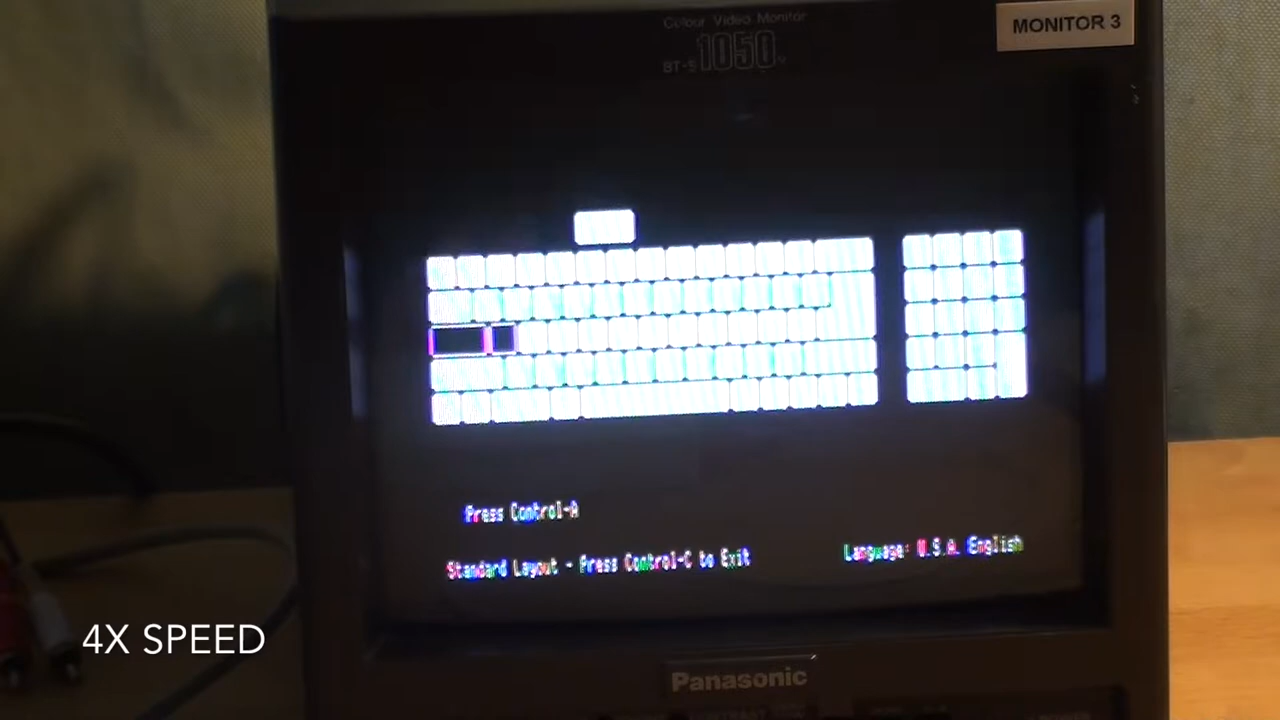 Colour Video Monitor
BT-S1050
MONITOR 3
Press Control-A
Standard Layout - Press Control-C to Exit
Language: U.S.A. English
4X SPEED
Panasonic